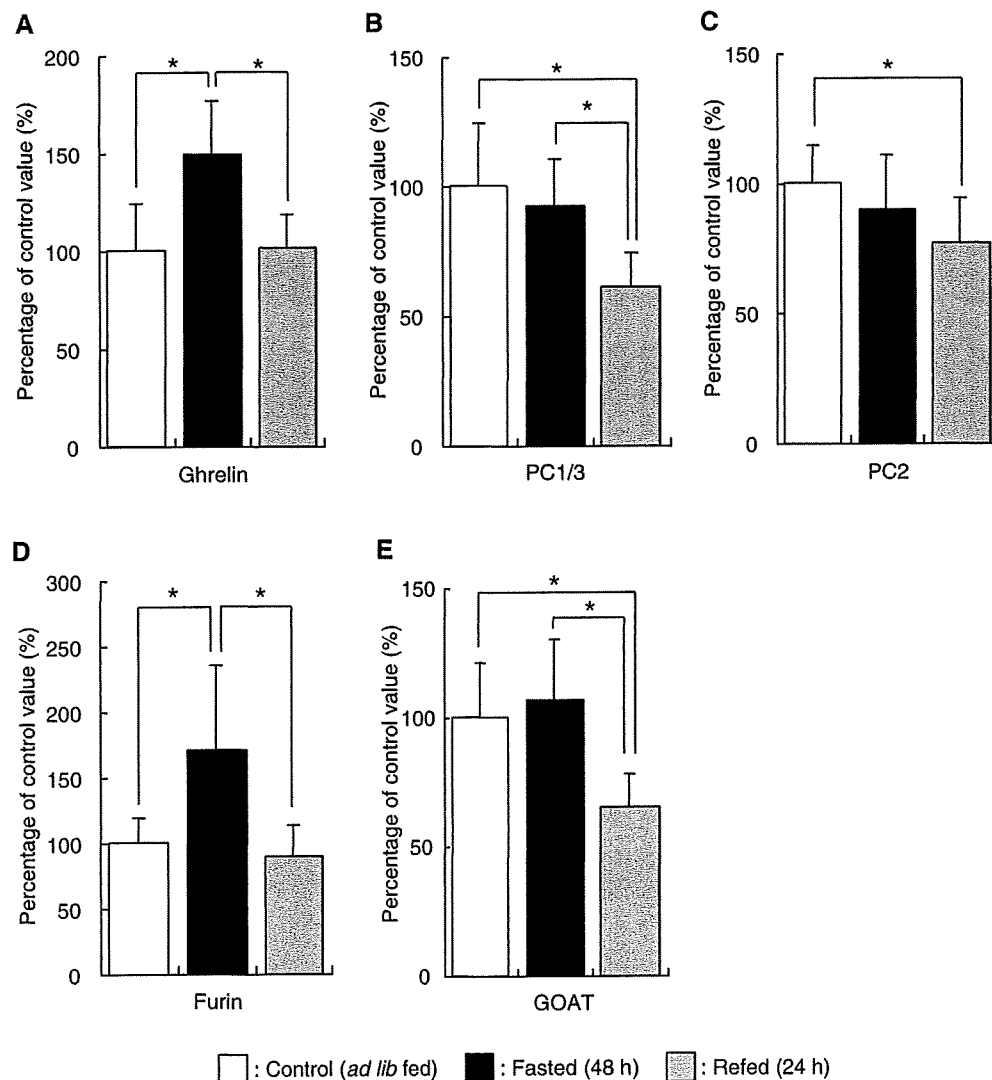 A
Percentage of control value (%)
200
150
100
50
0
*
*
Ghrelin
B
Percentage of control value (%)
150
100
50
0
*
*
PC1/3
C
Percentage of control value (%)
150
100
50
0
*
PC2
D
Percentage of control value (%)
300
250
200
150
100
50
0
*
*
Furin
E
Percentage of control value (%)
150
100
50
0
*
*
GOAT
: Control (ad lib fed) : Fasted (48 h) : Refed (24 h)